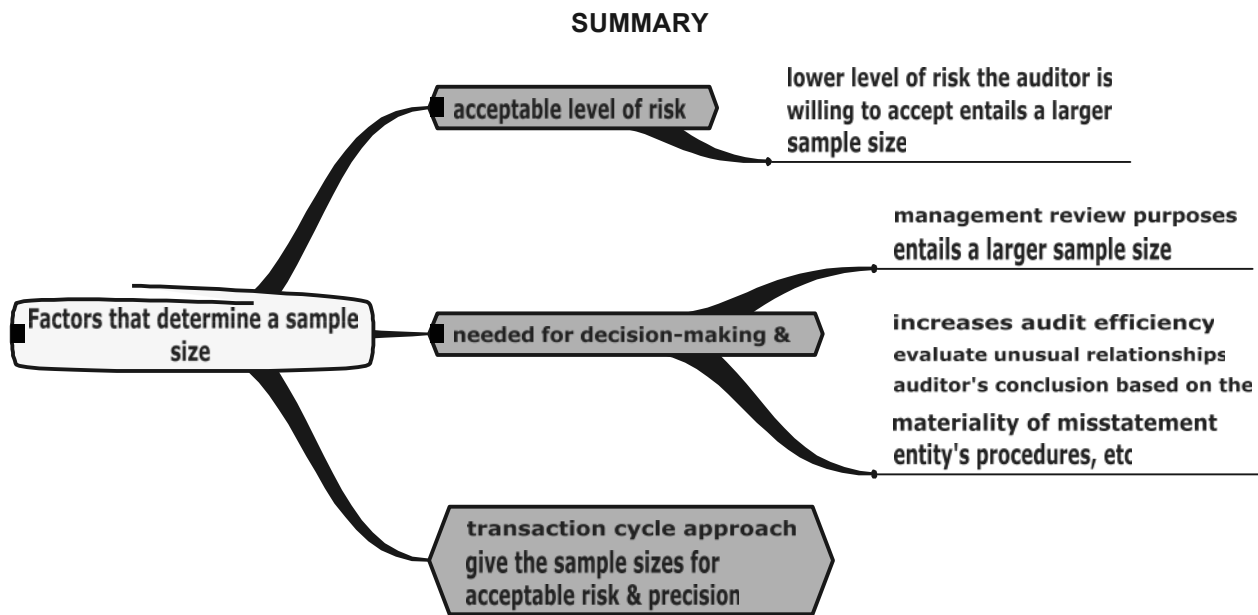 SUMMARY
acceptable level of risk
lower level of risk the auditor is
willing to accept entails a larger
sample size
Factors that determine a sample
size
needed for decision-making &
management review purposes
entails a larger sample size
increases audit efficiency
evaluate unusual relationships
auditor's conclusion based on the
materiality of misstatement
entity's procedures, etc
transaction cycle approach
give the sample sizes for
acceptable risk & precision